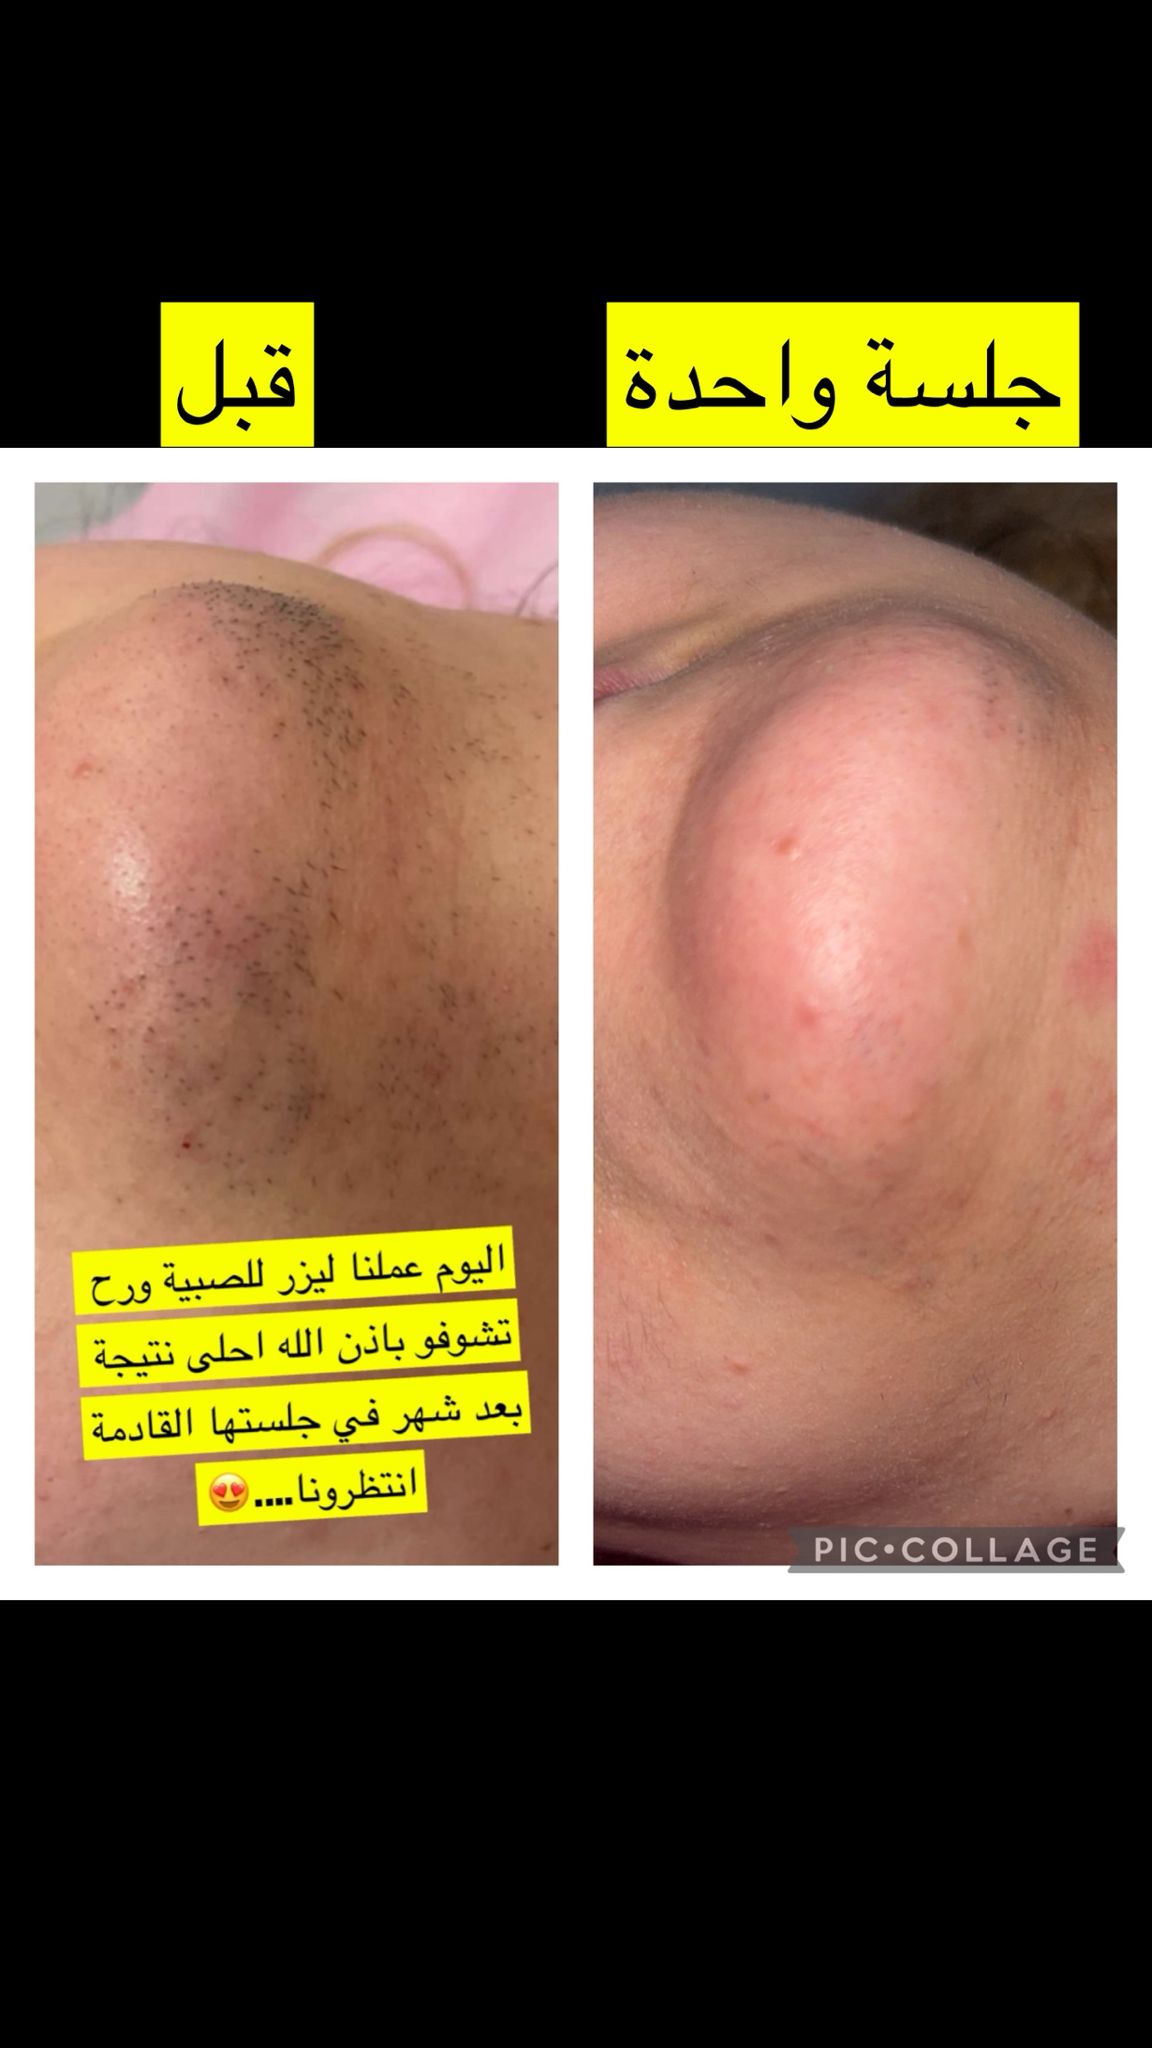 قبل
جلسة واحدة
اليوم عملنا ليزر للصبية ورح
تشوفو باذن الله احلى نتيجة
بعد شهر في جلستها القادمة
انتظرونا....😍
PIC•COLLAGE